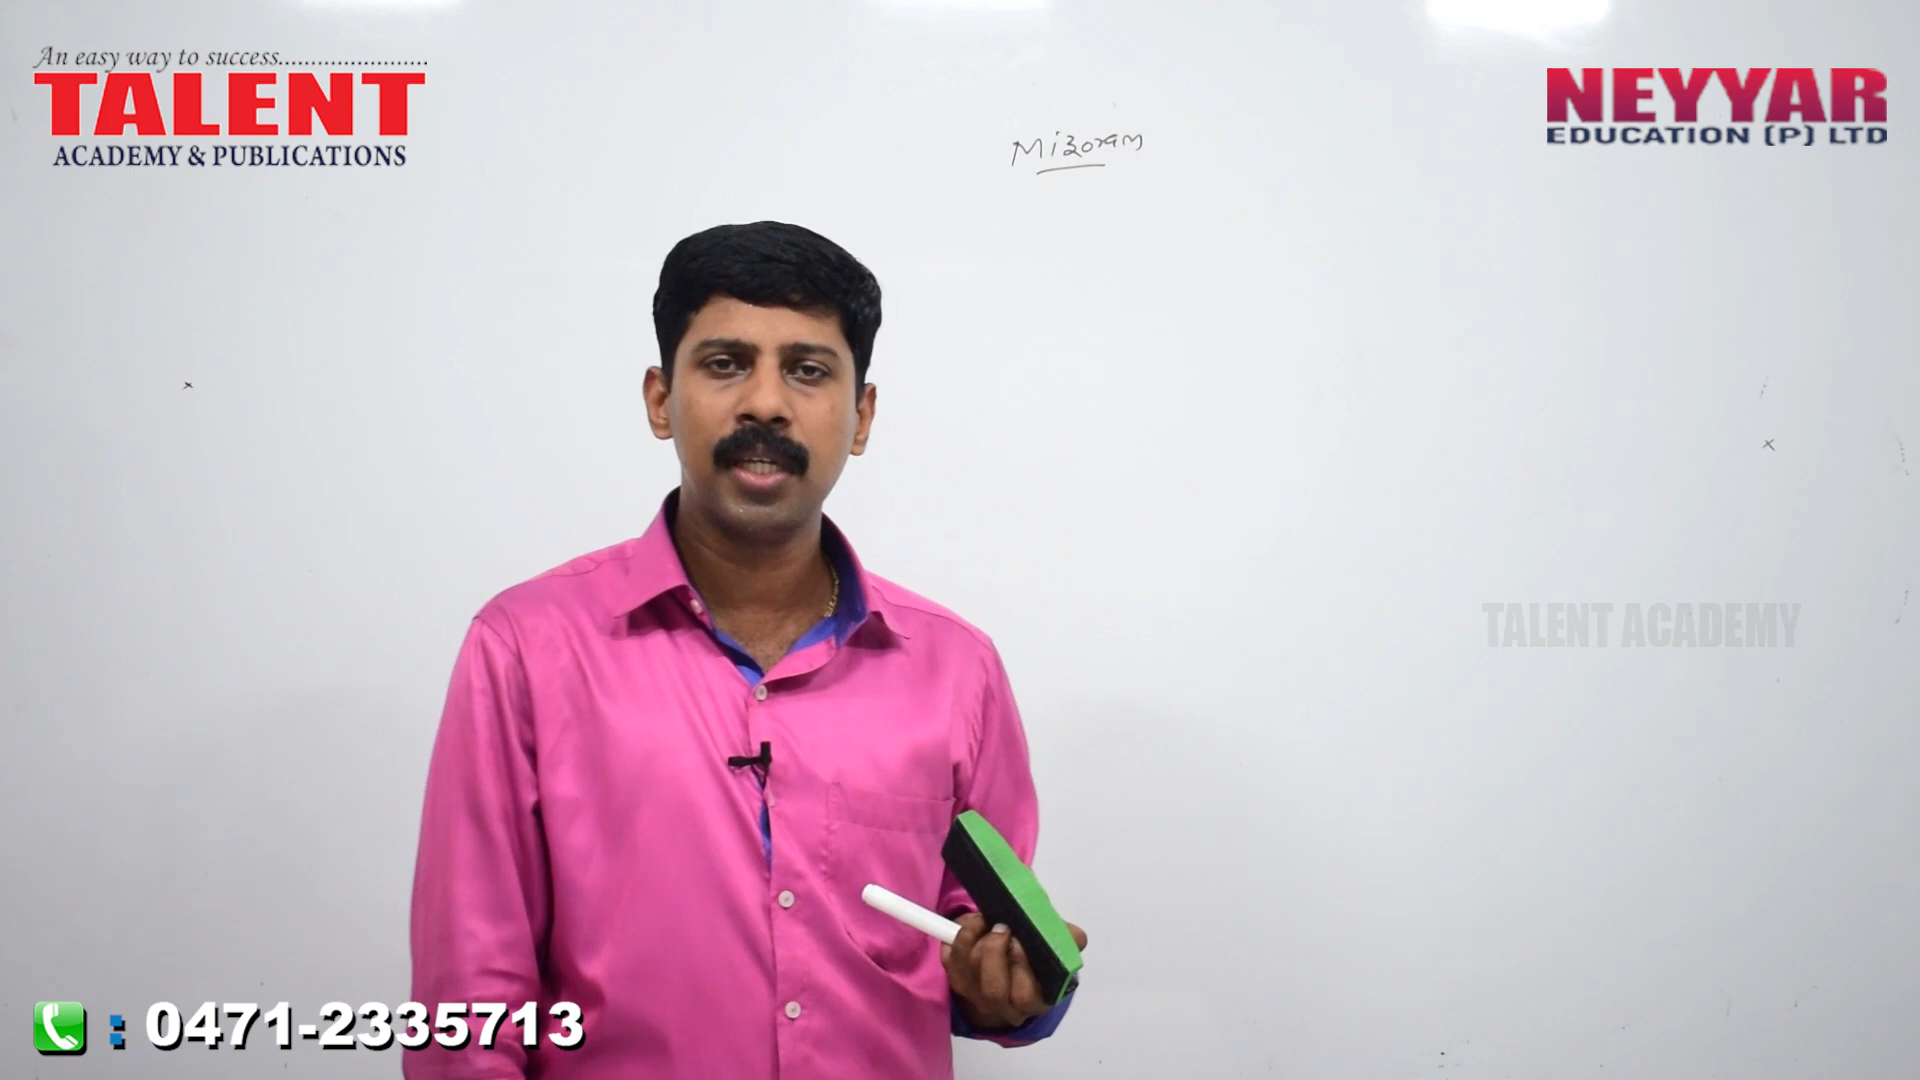 An easy way to success.......................
TALENT
ACADEMY & PUBLICATIONS
NEYYAR
EDUCATION (P) LTD
Mizoram
TALENT ACADEMY
: 0471-2335713